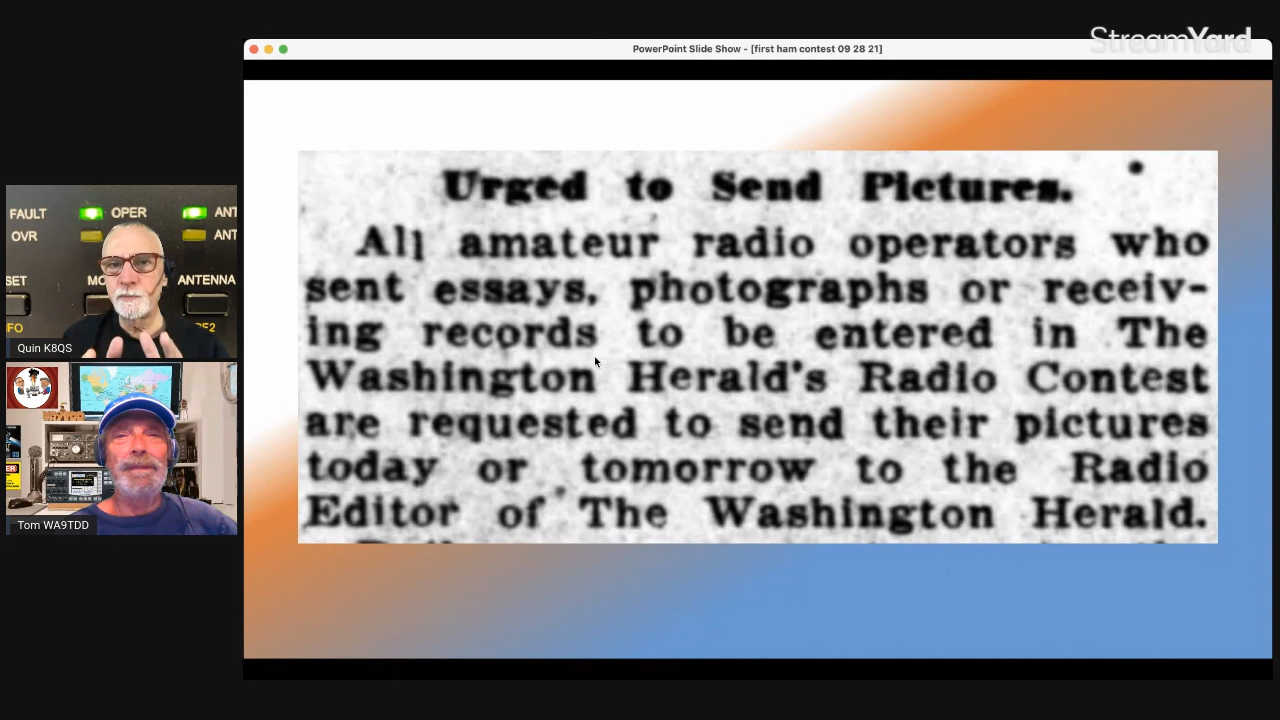 StreamYard
PowerPoint Slide Show - [first ham contest 09 28 21]
Urged to Send Pictures.
All amateur radio operators who
sent essays, photographs or receiv-
ing records to be entered in The
Washington Herald's Radio Contest
are requested to send their pictures
today or tomorrow to the Radio
Editor of The Washington Herald.
FAULT OPER ANT
OVR ANT
SET MO ANTENNA
Quin K8QS
Tom WA9TDD